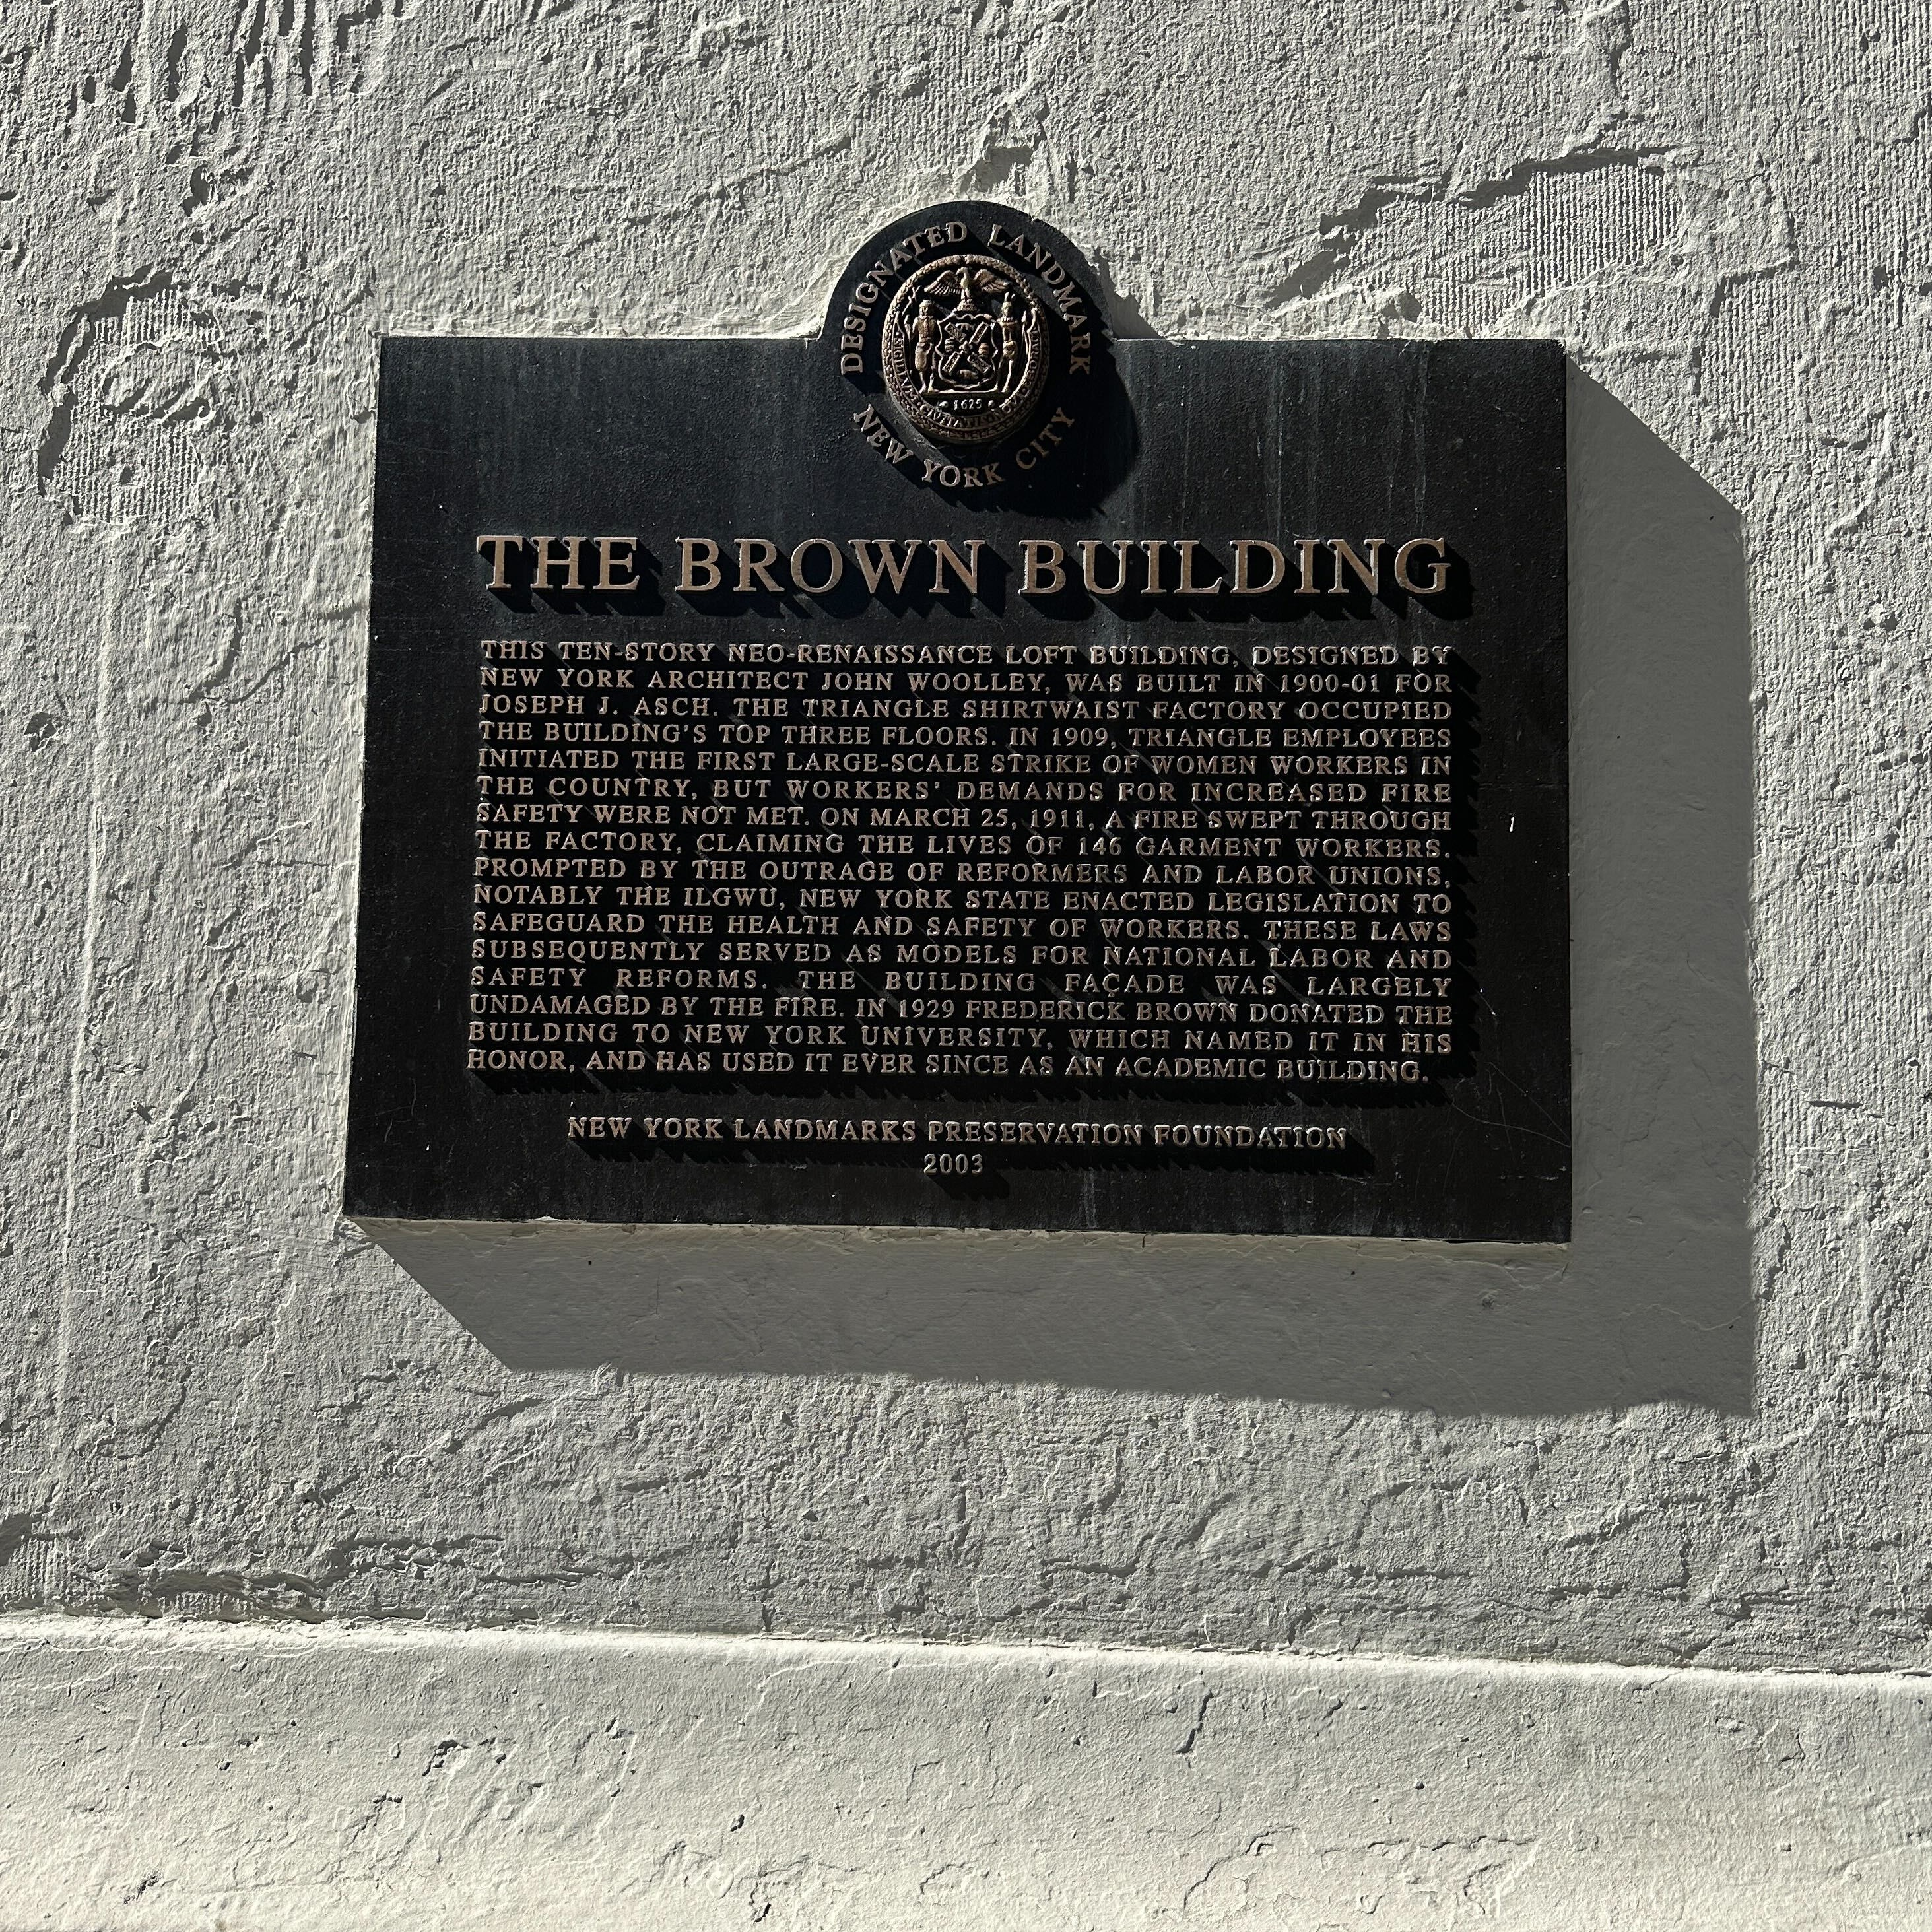 DESIGNATED LANDMARK
1625
NEW YORK CITY
THE BROWN BUILDING
THIS TEN-STORY NEO-RENAISSANCE LOFT BUILDING, DESIGNED BY
NEW YORK ARCHITECT JOHN WOOLLEY, WAS BUILT IN 1900-01 FOR
JOSEPH J. ASCH. THE TRIANGLE SHIRTWAIST FACTORY OCCUPIED
THE BUILDING'S TOP THREE FLOORS. IN 1909, TRIANGLE EMPLOYEES
INITIATED THE FIRST LARGE-SCALE STRIKE OF WOMEN WORKERS IN
THE COUNTRY, BUT WORKERS' DEMANDS FOR INCREASED FIRE
SAFETY WERE NOT MET. ON MARCH 25, 1911, A FIRE SWEPT THROUGH
THE FACTORY, CLAIMING THE LIVES OF 146 GARMENT WORKERS.
PROMPTED BY THE OUTRAGE OF REFORMERS AND LABOR UNIONS,
NOTABLY THE ILGWU, NEW YORK STATE ENACTED LEGISLATION TO
SAFEGUARD THE HEALTH AND SAFETY OF WORKERS. THESE LAWS
SUBSEQUENTLY SERVED AS MODELS FOR NATIONAL LABOR AND
SAFETY REFORMS. THE BUILDING FAÇADE WAS LARGELY
UNDAMAGED BY THE FIRE. IN 1929 FREDERICK BROWN DONATED THE
BUILDING TO NEW YORK UNIVERSITY, WHICH NAMED IT IN HIS
HONOR, AND HAS USED IT EVER SINCE AS AN ACADEMIC BUILDING.
NEW YORK LANDMARKS PRESERVATION FOUNDATION
2003